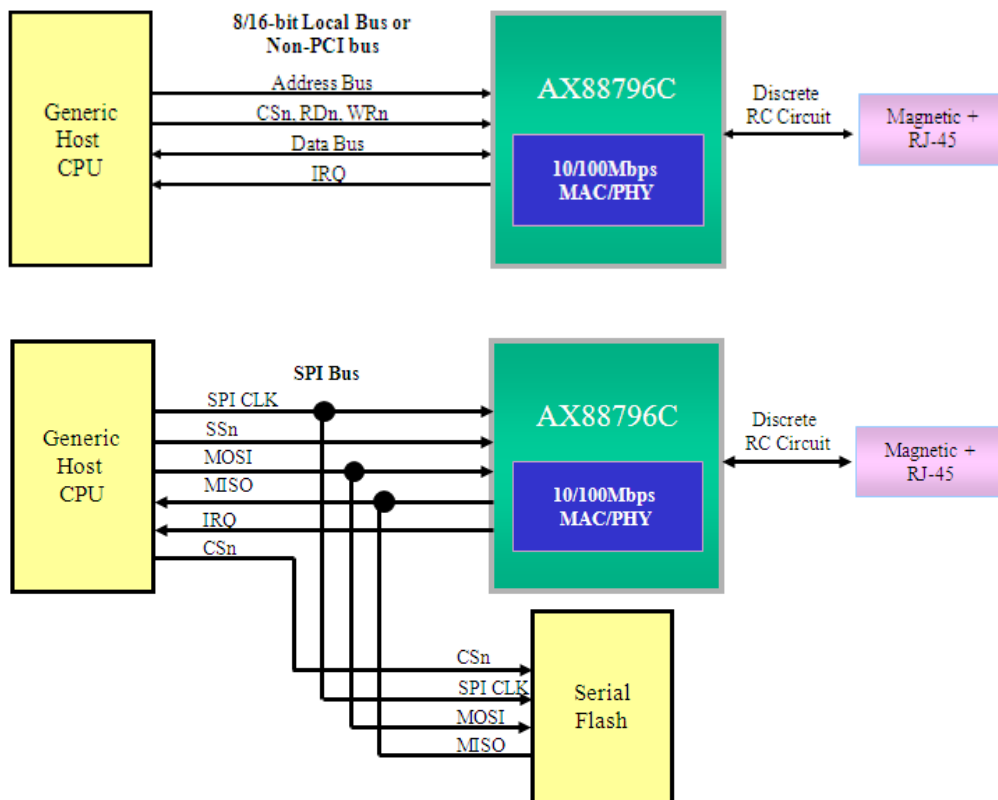 8/16-bit Local Bus or
Non-PCI bus
Generic
Host
CPU
Address Bus
CSn, RDn, WRn
Data Bus
IRQ
AX88796C
10/100Mbps
MAC/PHY
Discrete
RC Circuit
Magnetic +
RJ-45
Generic
Host
CPU
SPI Bus
SPI CLK
SSn
MOSI
MISO
IRQ
CSn
AX88796C
10/100Mbps
MAC/PHY
Discrete
RC Circuit
Magnetic +
RJ-45
CSn
SPI CLK
MOSI
MISO
Serial
Flash